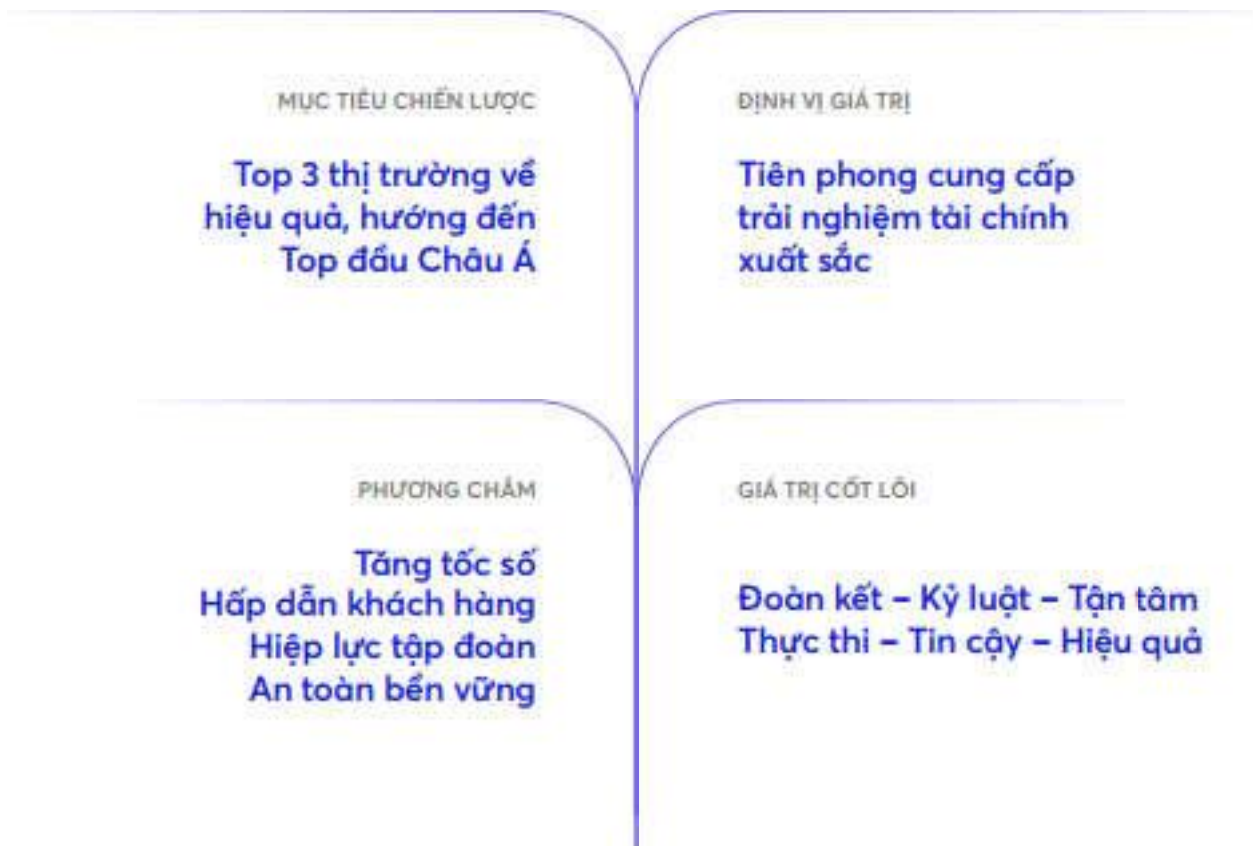 MỤC TIÊU CHIẾN LƯỢC
Top 3 thị trường về
hiệu quả, hướng đến
Top đầu Châu Á
ĐỊNH VỊ GIÁ TRỊ
Tiên phong cung cấp
trải nghiệm tài chính
xuất sắc
PHƯƠNG CHÂM
Tăng tốc số
Hấp dẫn khách hàng
Hiệp lực tập đoàn
An toàn bền vững
GIÁ TRỊ CỐT LÕI
Đoàn kết – Kỷ luật – Tận tâm
Thực thi – Tin cậy – Hiệu quả